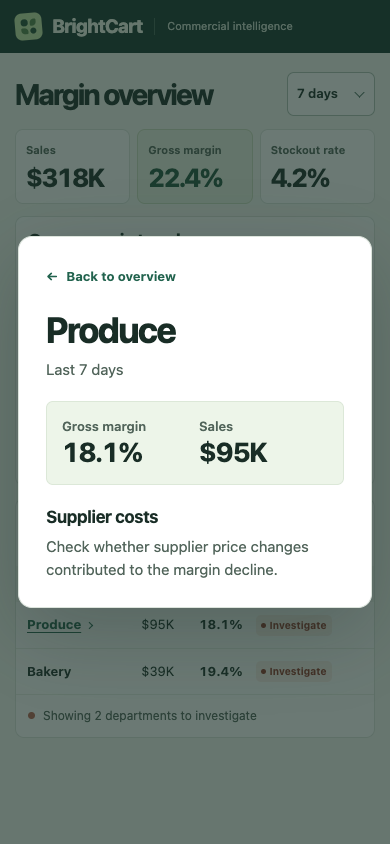 BrightCart
Commercial intelligence
Margin overview
7 days
Sales
Gross margin
Stockout rate
$318K
22.4%
4.2%
← Back to overview
Produce
Last 7 days
Gross margin
Sales
18.1%
$95K
Supplier costs
Check whether supplier price changes
contributed to the margin decline.
Produce > $95K 18.1% Investigate
Bakery $39K 19.4% Investigate
Showing 2 departments to investigate